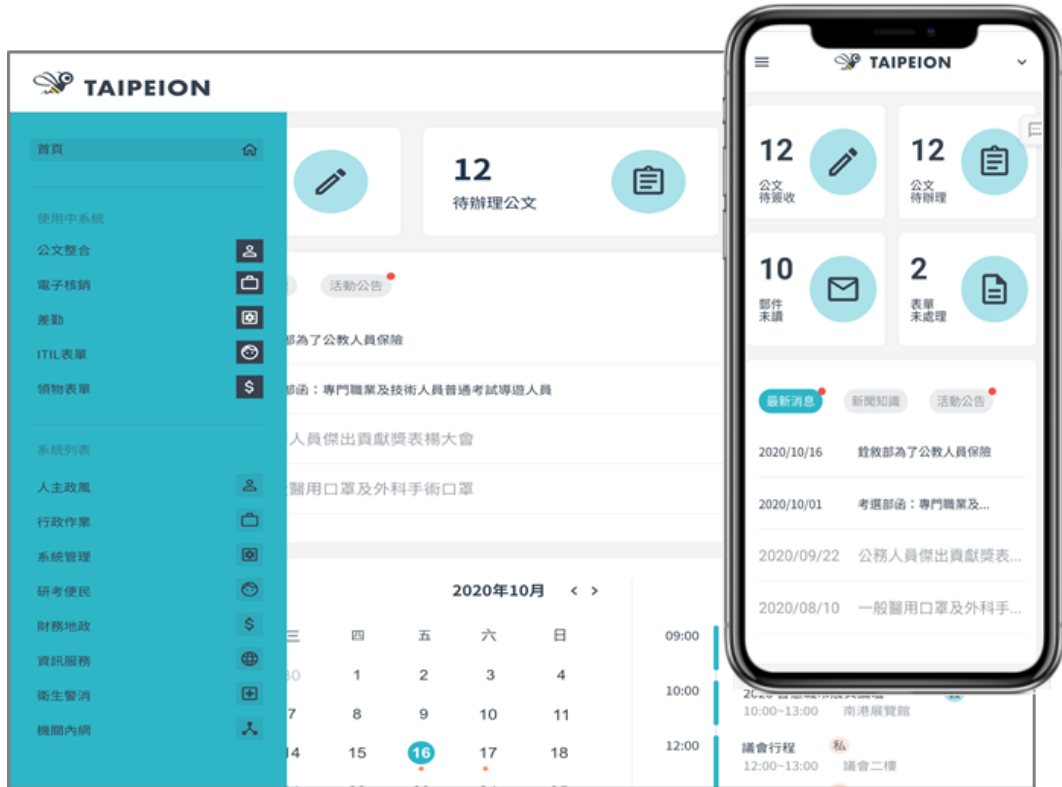 TAIPEION
首頁
使用中系統
公文整合
電子核銷
差勤
ITIL表單
領物表單
系統列表
人主政風
行政作業
系統管理
研考便民
財務地政
資訊服務
衛生警消
機關內網
12
待辦理公文
活動公告
部為了公教人員保險
部函：專門職業及技術人員普通考試導遊人員
人員傑出貢獻獎表楊大會
醫用口罩及外科手術口罩
2020年10月 < >
三 四 五 六 日
30 1 2 3 4
7 8 9 10 11
14 15 16 17 18
09:00
10:00
10:00~13:00 南港展覽館
12:00
議會行程 私
12:00~13:00 議會二樓
TAIPEION
12
公文
待簽收
12
公文
待辦理
10
郵件
未讀
2
表單
未處理
最新消息 新聞知識 活動公告
2020/10/16 銓敘部為了公教人員保險
2020/10/01 考選部函：專門職業及...
2020/09/22 公務人員傑出貢獻獎表...
2020/08/10 一般醫用口罩及外科手...